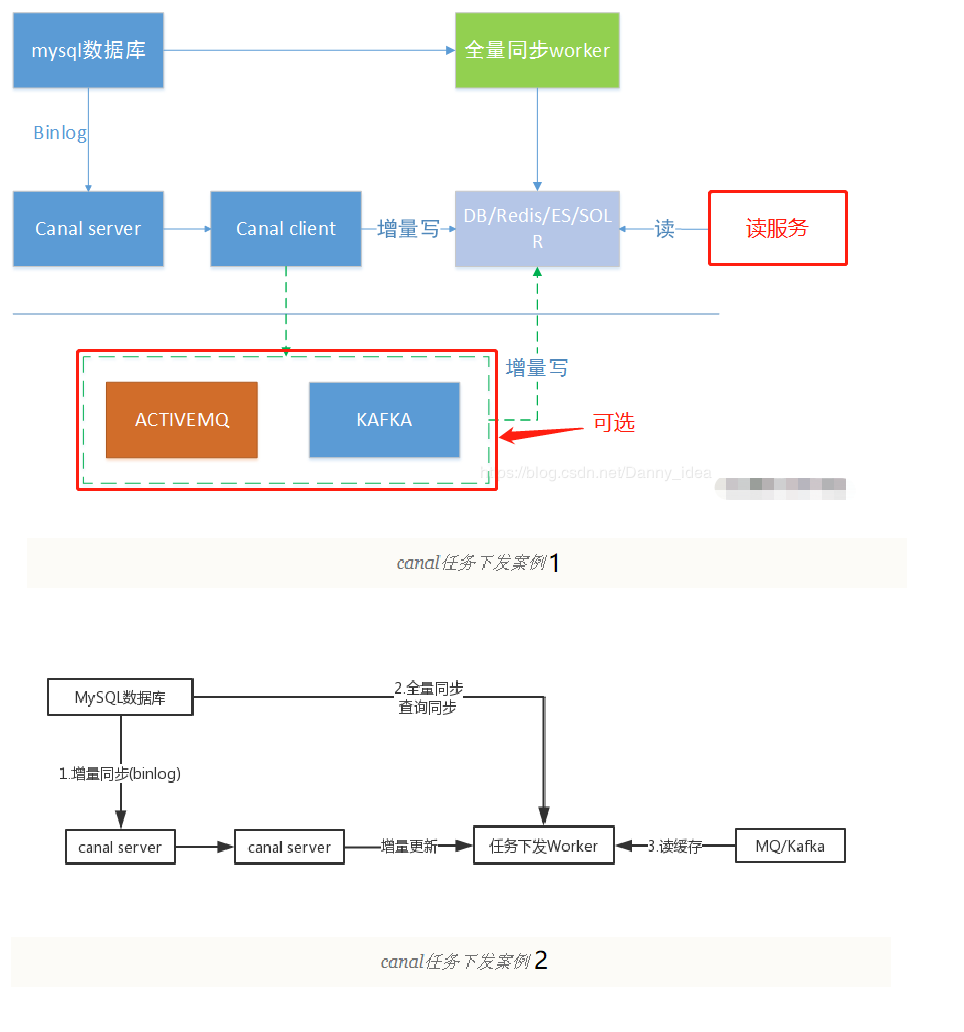 mysql数据库
全量同步worker
Binlog
Canal server
Canal client
增量写
DB/Redis/ES/SOL
R
读
读服务
增量写
ACTIVEMQ
KAFKA
可选
https://blog.csdn.net/Danny_idea
canal任务下发案例1
MySQL数据库
2.全量同步
查询同步
1.增量同步(binlog)
canal server
canal server
增量更新
任务下发Worker
3.读缓存
MQ/Kafka
canal任务下发案例2